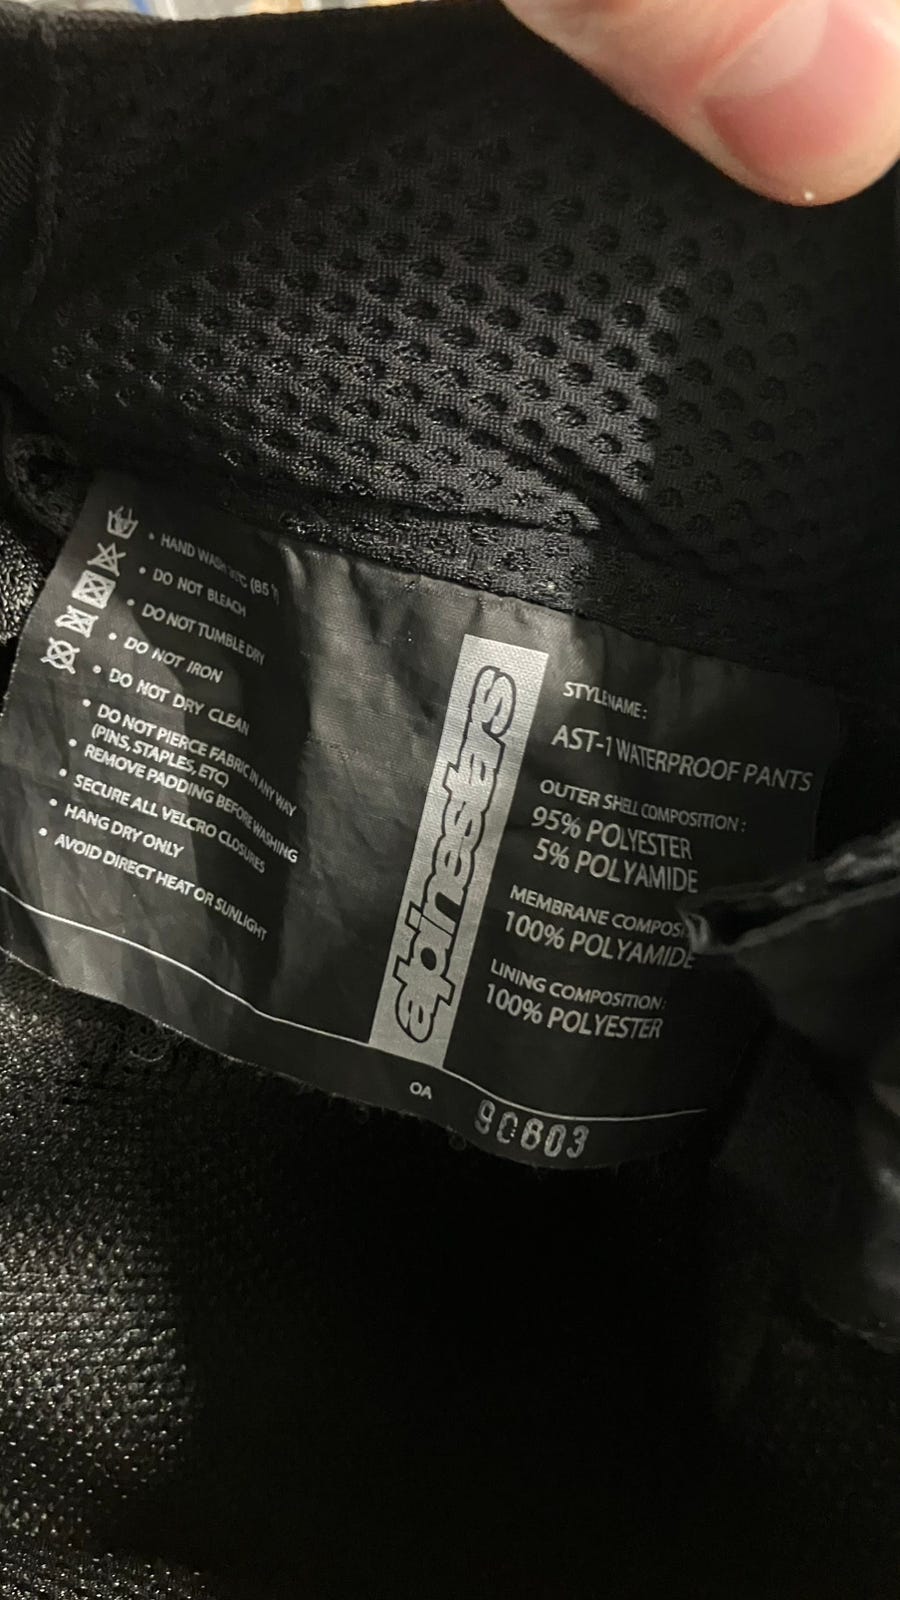 • HAND WASH °C (85
• DO NOT BLEACH
• DO NOT TUMBLE DRY
• DO NOT IRON
• DO NOT DRY CLEAN
• DO NOT PIERCE FABRIC IN ANY WAY
(PINS, STAPLES, ETC)
• REMOVE PADDING BEFORE WASHING
• SECURE ALL VELCRO CLOSURES
• HANG DRY ONLY
• AVOID DIRECT HEAT OR SUNLIGHT
alpinestars
STYLENAME:
AST-1 WATERPROOF PANTS
OUTER SHELL COMPOSITION:
95% POLYESTER
5% POLYAMIDE
MEMBRANE
100% POLYAMIDE
LINING COMPOSITION:
100% POLYESTER
OA
90603